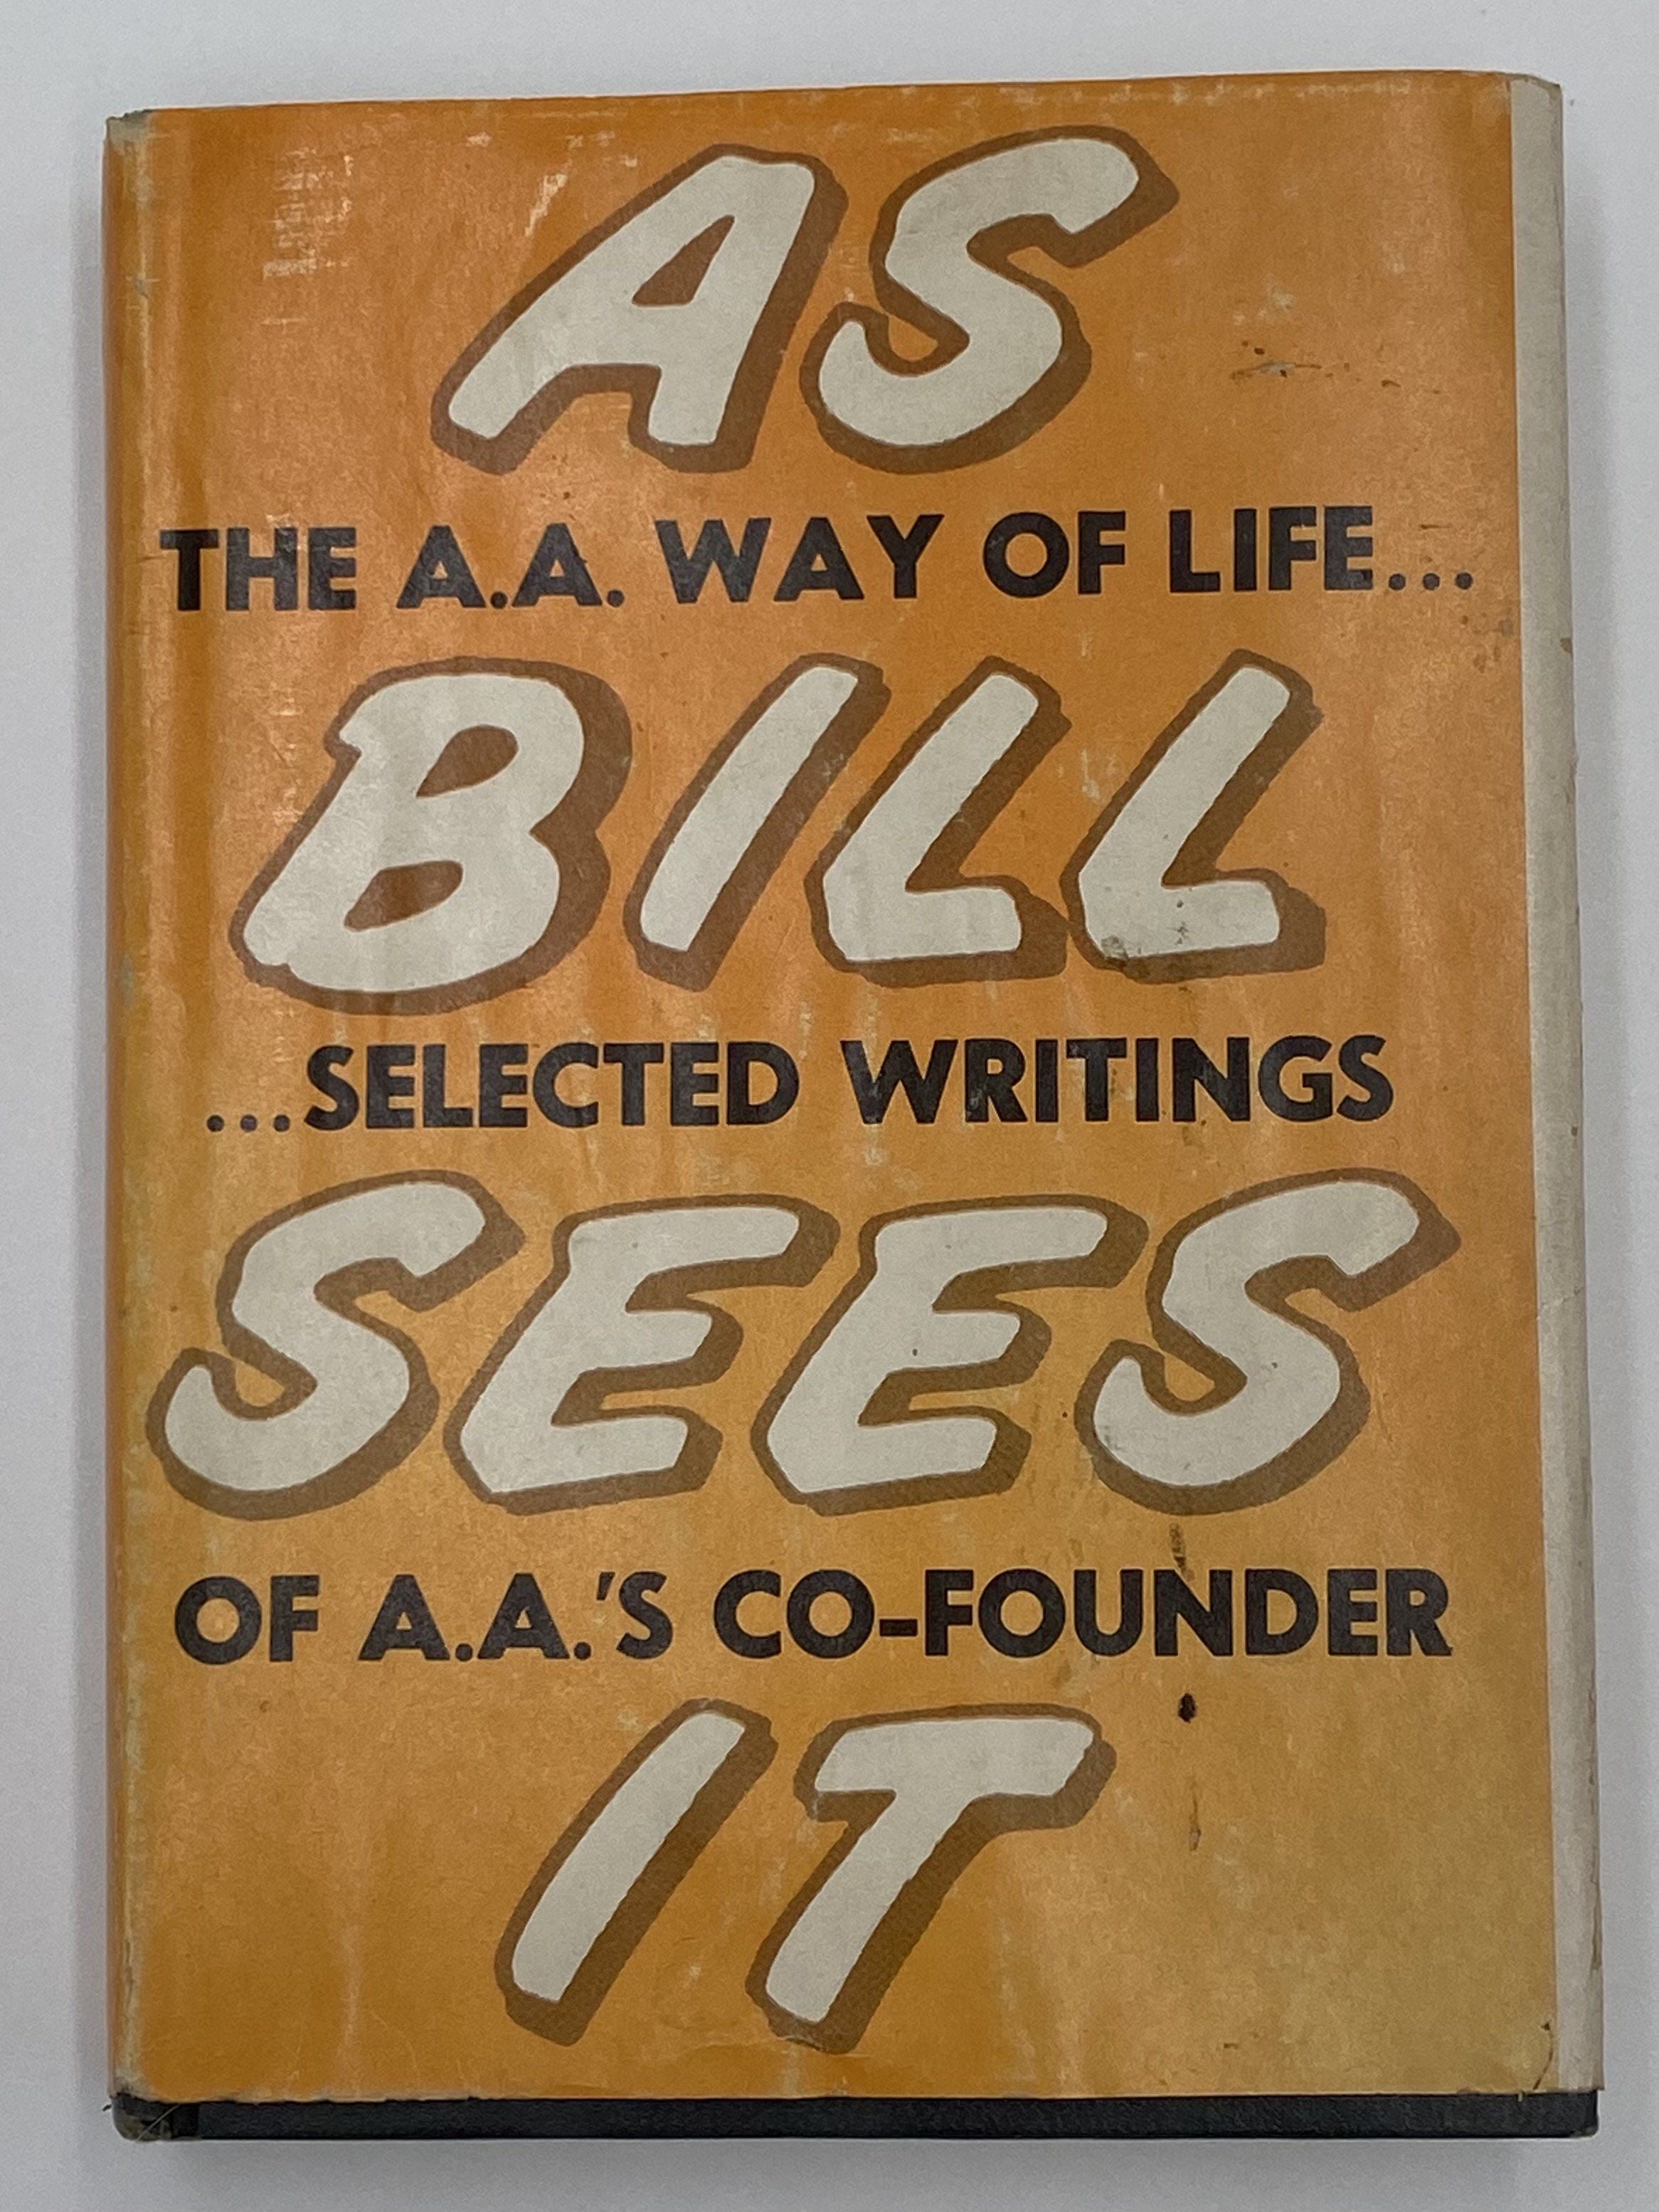 AS
THE A.A. WAY OF LIFE...
BILL
...SELECTED WRITINGS
SEES
OF A.A.'S CO-FOUNDER
IT